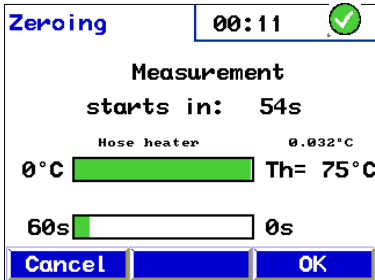 Zeroing 00:11
Measurement
starts in: 54s
Hose heater 0.032°C
0°C Th= 75°C
60s 0s
Cancel OK